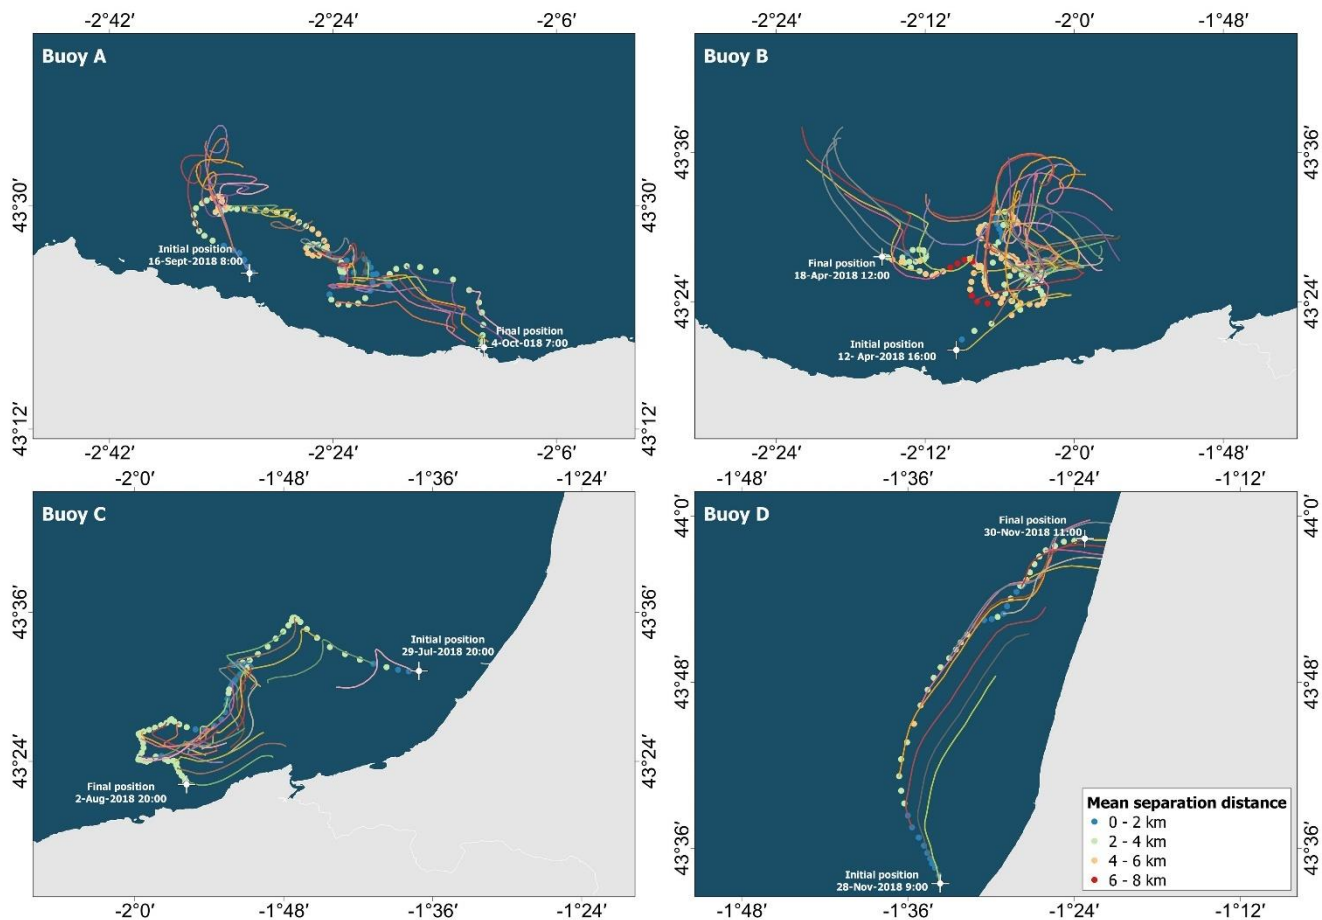 -2°42' -2°24' -2°6'
-2°24' -2°12' -2°0' -1°48'
Buoy A
43°30'
43°12'
Initial position
16-Sept-2018 8:00
Final position
4-Oct-018 7:00
43°30'
43°12'
-2°42' -2°24' -2°6'
Buoy B
43°36'
43°24'
Final position
18-Apr-2018 12:00
Initial position
12- Apr-2018 16:00
43°36'
43°24'
-2°24' -2°12' -2°0' -1°48'
-2°0' -1°48' -1°36' -1°24'
-1°48' -1°36' -1°24' -1°12'
Buoy C
43°36'
43°24'
Initial position
29-Jul-2018 20:00
Final position
2-Aug-2018 20:00
43°36'
43°24'
-2°0' -1°48' -1°36' -1°24'
Buoy D
44°0'
43°48'
43°36'
Final position
30-Nov-2018 11:00
Initial position
28-Nov-2018 9:00
44°0'
43°48'
43°36'
Mean separation distance
0 - 2 km
2 - 4 km
4 - 6 km
6 - 8 km
-1°48' -1°36' -1°24' -1°12'